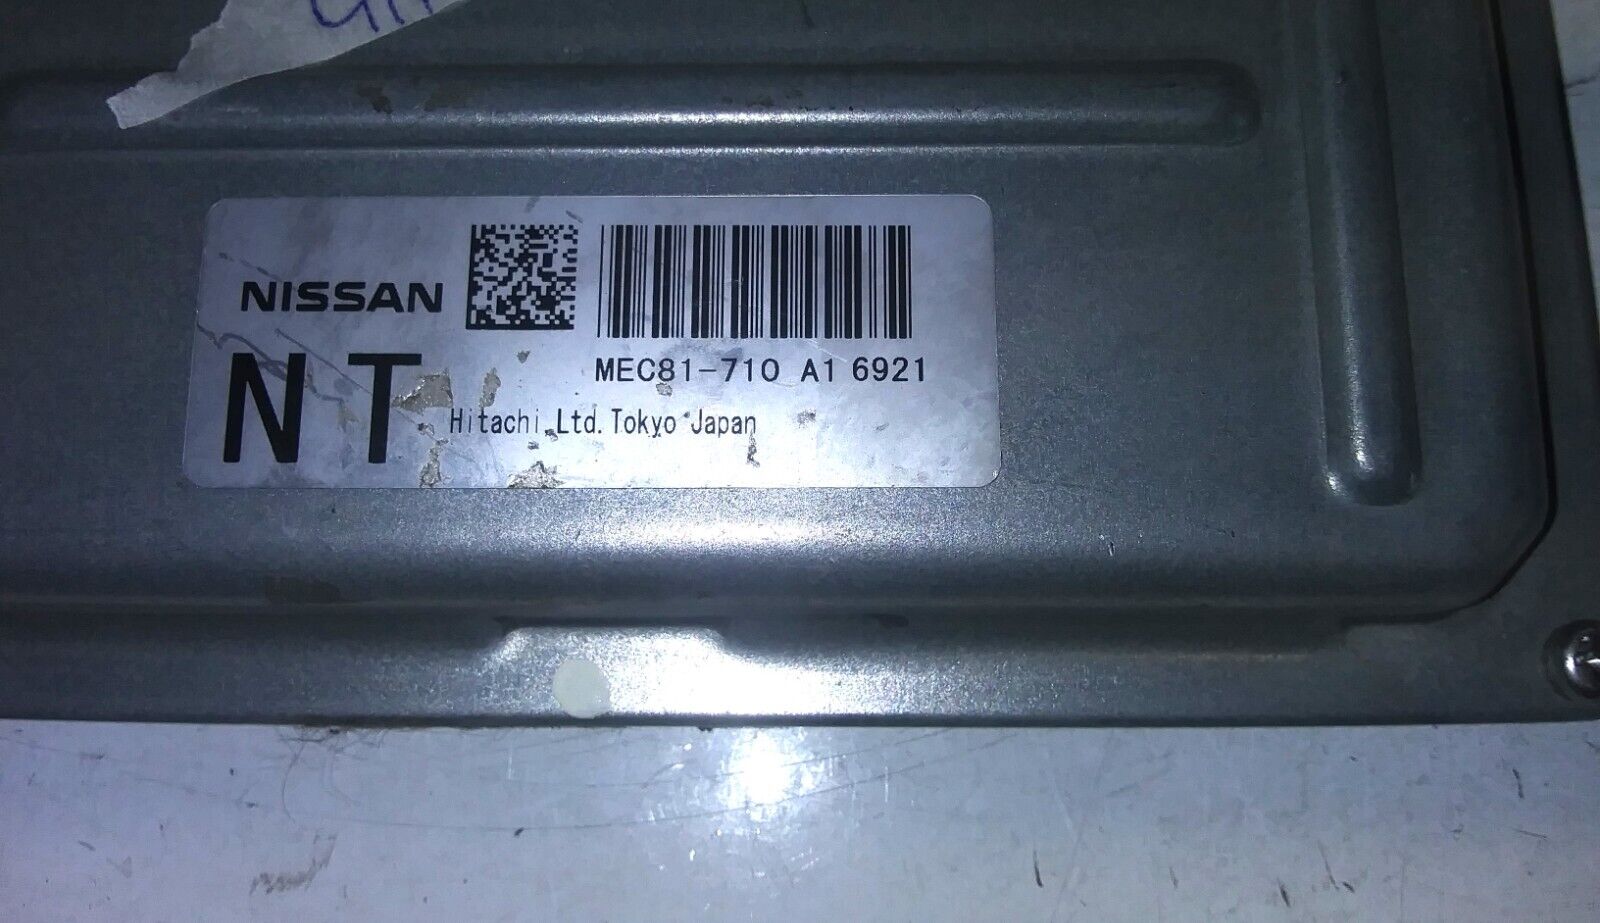 NISSAN
MEC81-710 A1 6921
NT
Hitachi,Ltd.Tokyo Japan